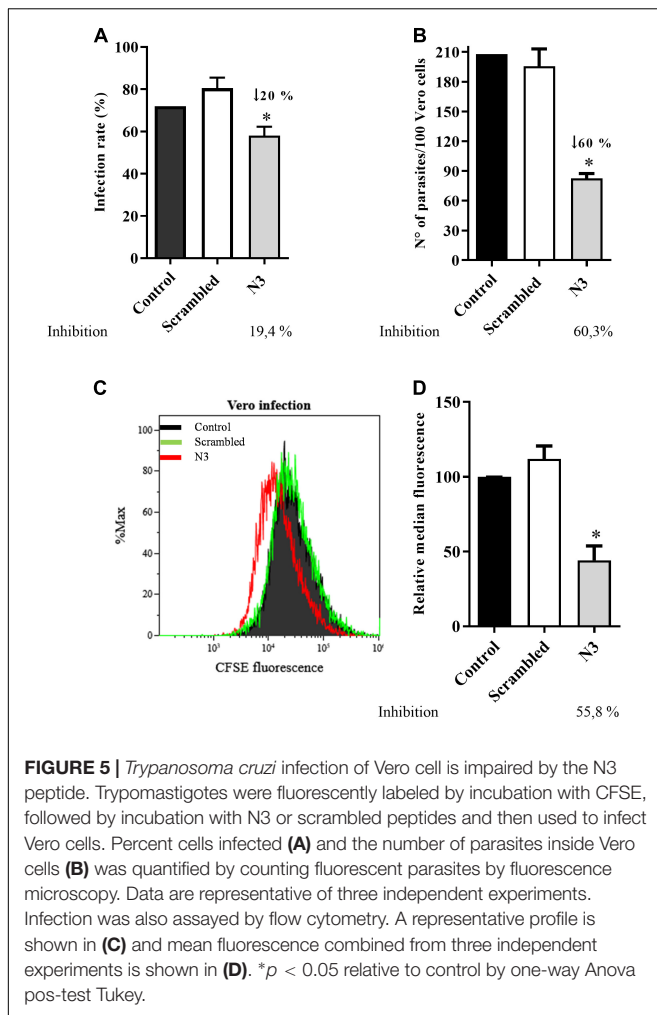 A
Infection rate (%)
100
80
60
40
20
0
↓20 %
*
Control
Scrambled
N3
Inhibition 19,4 %
B
N° of parasites/100 Vero cells
210
180
150
120
90
60
30
0
↓60 %
*
Control
Scrambled
N3
Inhibition 60,3%
C
Vero infection
Control
Scrambled
N3
%Max
100
80
60
40
20
0
10³ 10⁴ 10⁵
CFSE fluorescence
D
Relative median fluorescence
150
100
50
0
*
Control
Scrambled
N3
Inhibition 55,8 %
FIGURE 5 | Trypanosoma cruzi infection of Vero cell is impaired by the N3
peptide. Trypomastigotes were fluorescently labeled by incubation with CFSE,
followed by incubation with N3 or scrambled peptides and then used to infect
Vero cells. Percent cells infected (A) and the number of parasites inside Vero
cells (B) was quantified by counting fluorescent parasites by fluorescence
microscopy. Data are representative of three independent experiments.
Infection was also assayed by flow cytometry. A representative profile is
shown in (C) and mean fluorescence combined from three independent
experiments is shown in (D). *p < 0.05 relative to control by one-way Anova
pos-test Tukey.